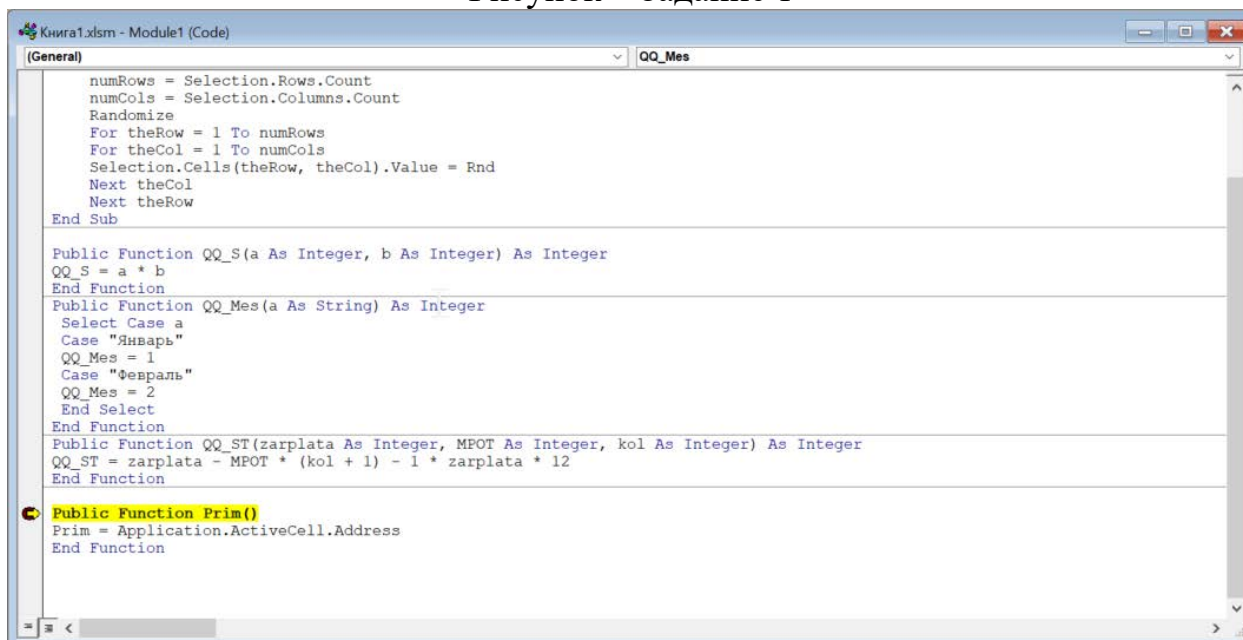 Книга1.xlsm - Module1 (Code)
(General) QQ_Mes
numRows = Selection.Rows.Count
numCols = Selection.Columns.Count
Randomize
For theRow = 1 To numRows
For theCol = 1 To numCols
Selection.Cells(theRow, theCol).Value = Rnd
Next theCol
Next theRow
End Sub
Public Function QQ_S(a As Integer, b As Integer) As Integer
QQ_S = a * b
End Function
Public Function QQ_Mes(a As String) As Integer
Select Case a
Case "Январь"
QQ_Mes = 1
Case "Февраль"
QQ_Mes = 2
End Select
End Function
Public Function QQ_ST(zarplata As Integer, MPOT As Integer, kol As Integer) As Integer
QQ_ST = zarplata - MPOT * (kol + 1) - 1 * zarplata * 12
End Function
Public Function Prim()
Prim = Application.ActiveCell.Address
End Function